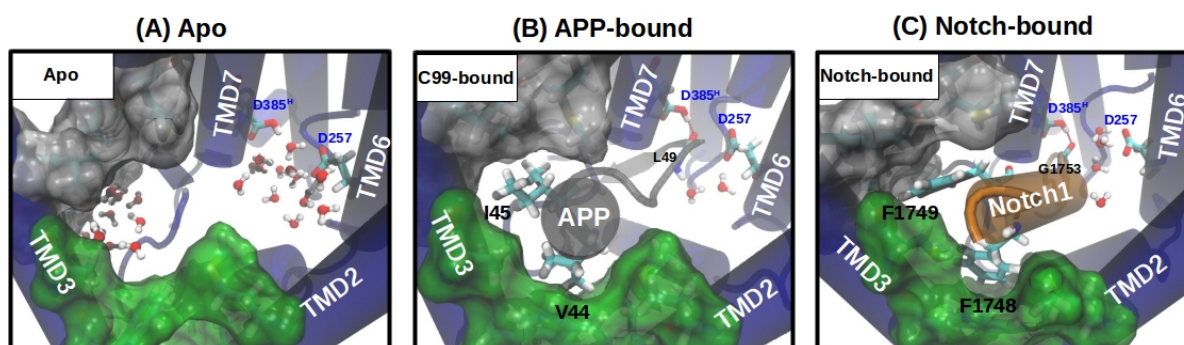 (A) Apo
(B) APP-bound
(C) Notch-bound
Apo
TMD7
D385ᴴ
D257
TMD6
TMD3
TMD2
C99-bound
TMD7
D385ᴴ
D257
L49
TMD6
I45
APP
TMD3
V44
TMD2
Notch-bound
TMD7
D385ᴴ
D257
TMD6
G1753
F1749
Notch1
TMD3
TMD2
F1748